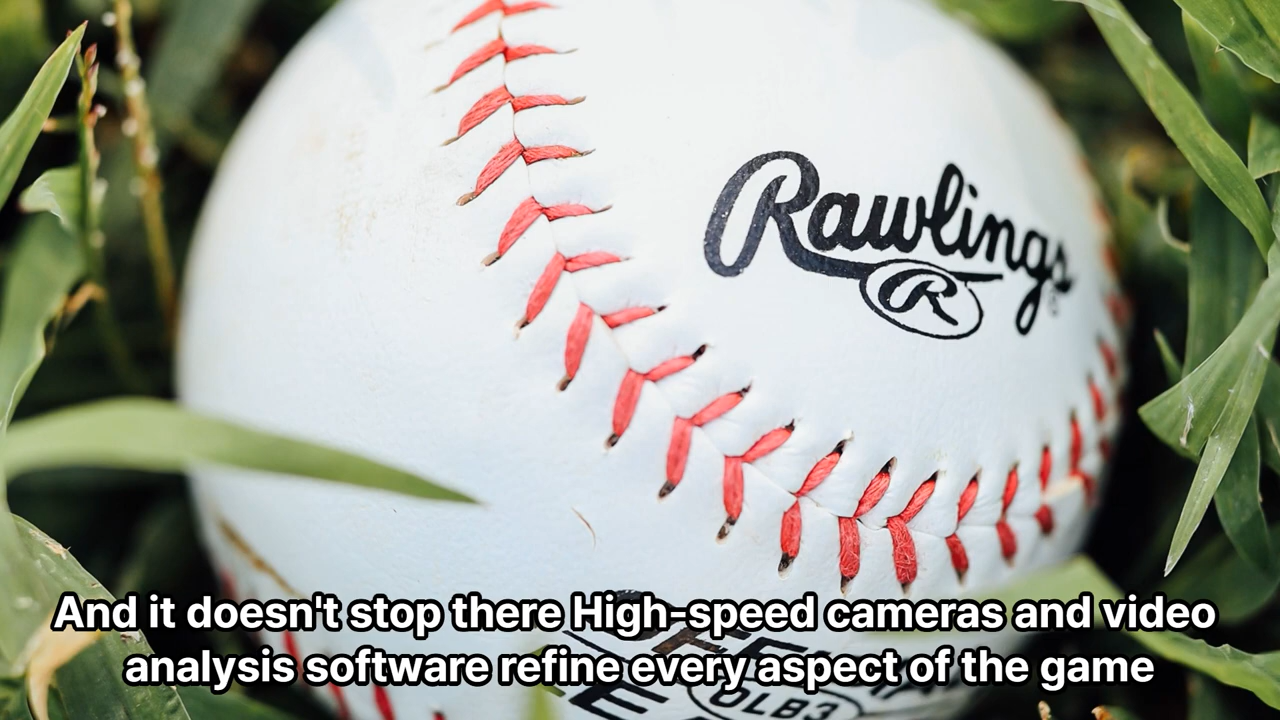 Rawlings
R
And it doesn't stop there High-speed cameras and video
analysis software refine every aspect of the game
OLB3